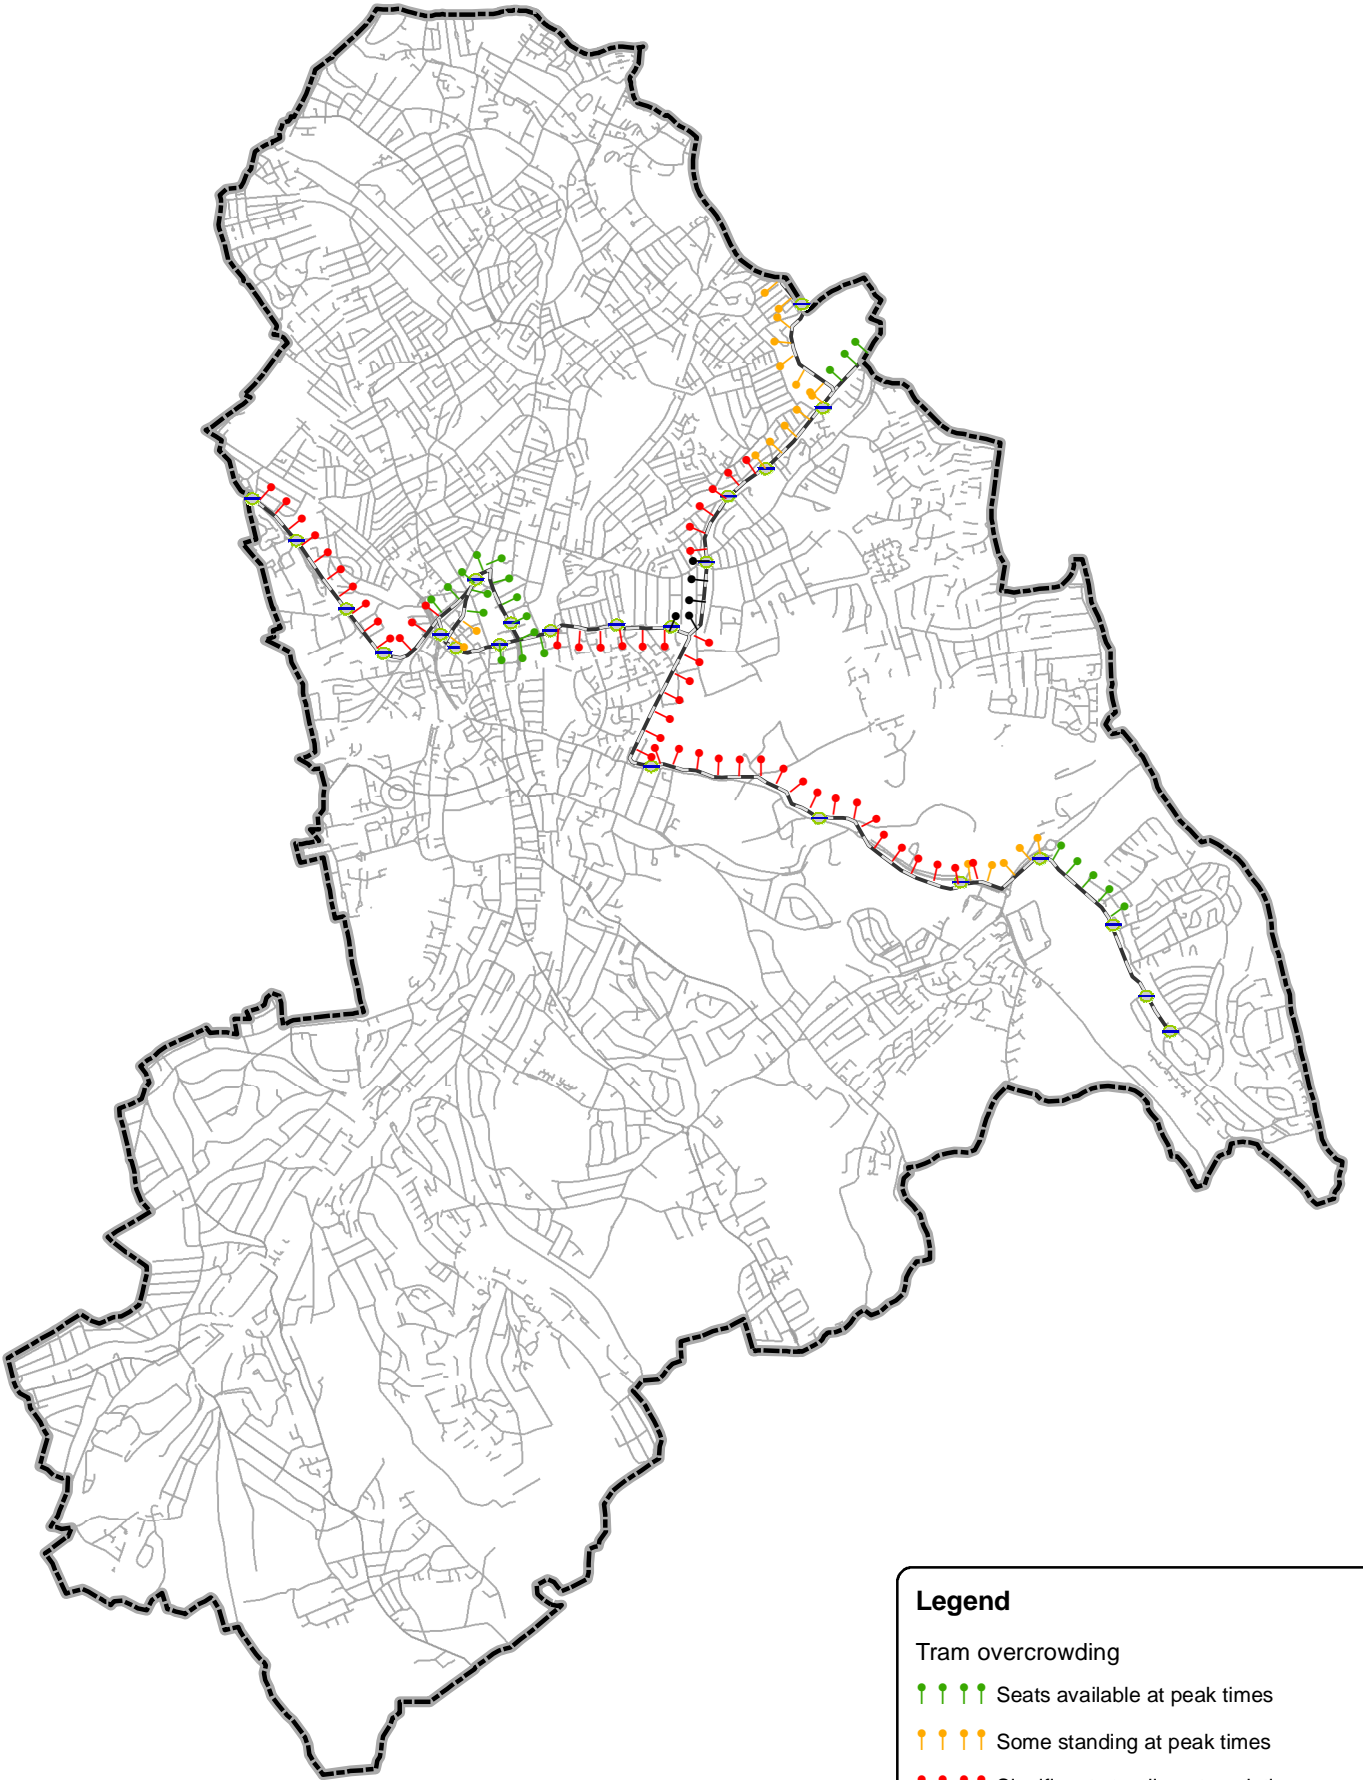 Legend
Tram overcrowding
Seats available at peak times
Some standing at peak times